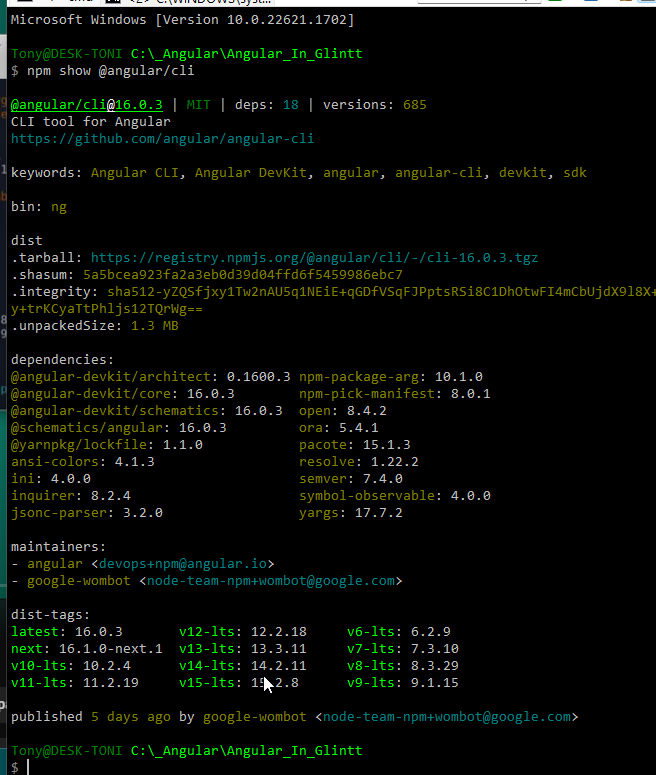 Microsoft Windows [Version 10.0.22621.1702]
Tony@DESK-TONI C:\_Angular\Angular_In_Glintt
$ npm show @angular/cli
@angular/cli@16.0.3 | MIT | deps: 18 | versions: 685
CLI tool for Angular
https://github.com/angular/angular-cli
keywords: Angular CLI, Angular DevKit, angular, angular-cli, devkit, sdk
bin: ng
dist
.tarball: https://registry.npmjs.org/@angular/cli/-/cli-16.0.3.tgz
.shasum: 5a5bcea923fa2a3eb0d39d04ffd6f5459986ebc7
.integrity: sha512-yZQSfjxy1Tw2nAU5q1NEiE+qGDfVSqFJPptsRSi8C1DhOtwFI4mCbUjdX9l8X+
y+trKCyaTtPhljs12TQrWg==
.unpackedSize: 1.3 MB
dependencies:
@angular-devkit/architect: 0.1600.3 npm-package-arg: 10.1.0
@angular-devkit/core: 16.0.3 npm-pick-manifest: 8.0.1
@angular-devkit/schematics: 16.0.3 open: 8.4.2
@schematics/angular: 16.0.3 ora: 5.4.1
@yarnpkg/lockfile: 1.1.0 pacote: 15.1.3
ansi-colors: 4.1.3 resolve: 1.22.2
ini: 4.0.0 semver: 7.4.0
inquirer: 8.2.4 symbol-observable: 4.0.0
jsonc-parser: 3.2.0 yargs: 17.7.2
maintainers:
- angular <devops+npm@angular.io>
- google-wombot <node-team-npm+wombot@google.com>
dist-tags:
latest: 16.0.3 v12-lts: 12.2.18 v6-lts: 6.2.9
next: 16.1.0-next.1 v13-lts: 13.3.11 v7-lts: 7.3.10
v10-lts: 10.2.4 v14-lts: 14.2.11 v8-lts: 8.3.29
v11-lts: 11.2.19 v15-lts: 15.2.8 v9-lts: 9.1.15
published 5 days ago by google-wombot <node-team-npm+wombot@google.com>
Tony@DESK-TONI C:\_Angular\Angular_In_Glintt
$